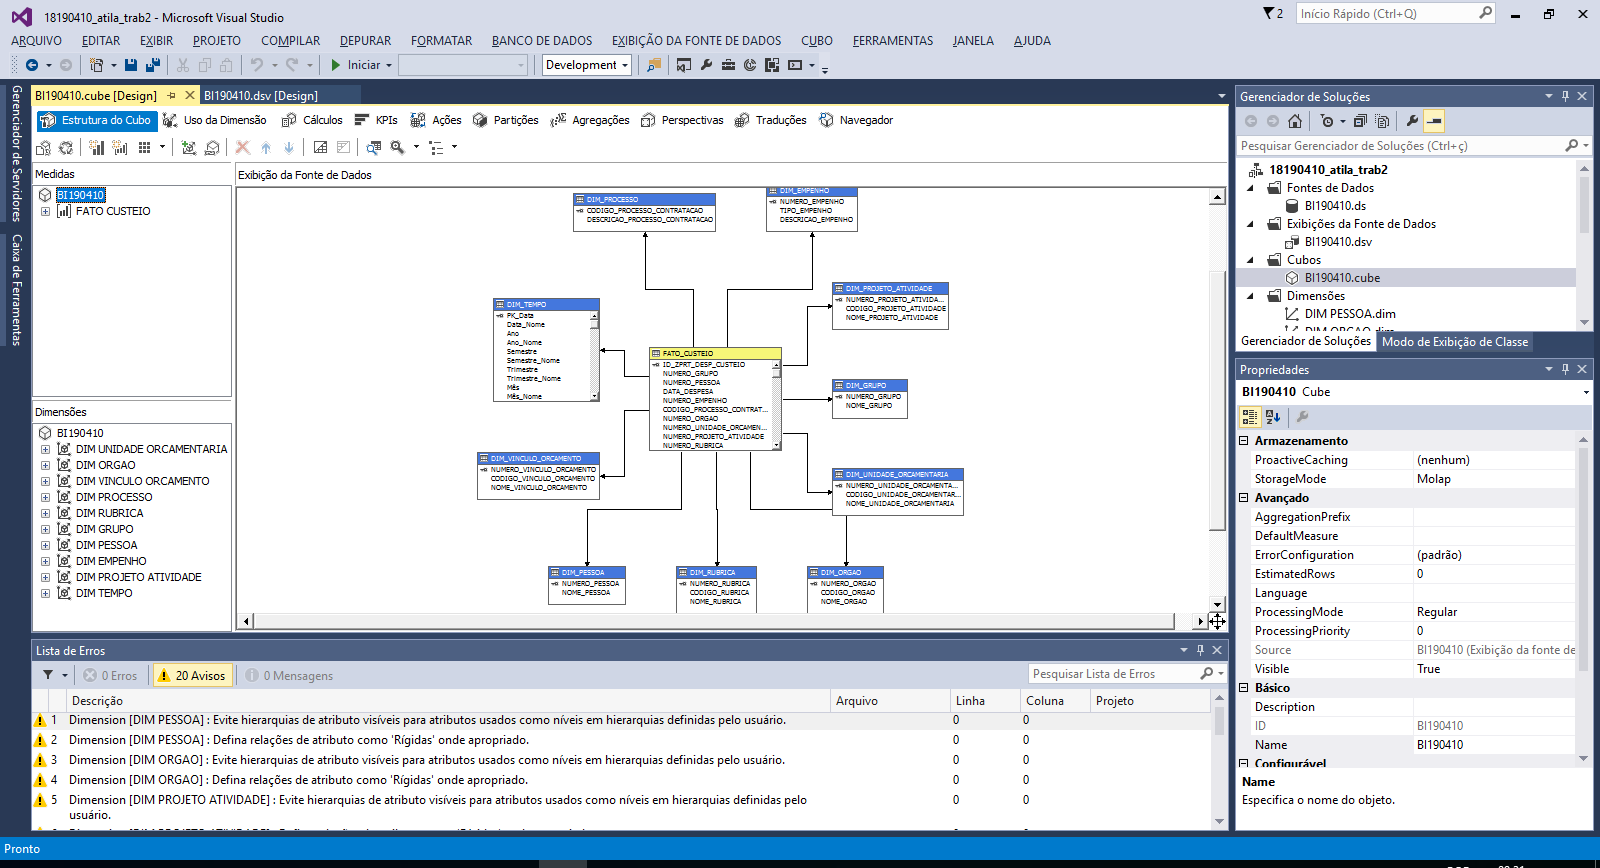 18190410_atila_trab2 - Microsoft Visual Studio
2
Início Rápido (Ctrl+Q)
ARQUIVO EDITAR EXIBIR PROJETO COMPILAR DEPURAR FORMATAR BANCO DE DADOS EXIBIÇÃO DA FONTE DE DADOS CUBO FERRAMENTAS JANELA AJUDA
Iniciar
Development
Gerenciador de Servidores
Caixa de Ferramentas
BI190410.cube [Design]
BI190410.dsv [Design]
Estrutura do Cubo Uso da Dimensão Cálculos KPIs Ações Partições Agregações Perspectivas Traduções Navegador
Medidas
BI190410
FATO CUSTEIO
Dimensões
BI190410
DIM UNIDADE ORCAMENTARIA
DIM ORGAO
DIM VINCULO ORCAMENTO
DIM PROCESSO
DIM RUBRICA
DIM GRUPO
DIM PESSOA
DIM EMPENHO
DIM PROJETO ATIVIDADE
DIM TEMPO
Exibição da Fonte de Dados
DIM_PROCESSO
CODIGO_PROCESSO_CONTRATACAO
DESCRICAO_PROCESSO_CONTRATACAO
DIM_EMPENHO
NUMERO_EMPENHO
TIPO_EMPENHO
DESCRICAO_EMPENHO
DIM_PROJETO_ATIVIDADE
NUMERO_PROJETO_ATIVIDA...
CODIGO_PROJETO_ATIVIDADE
NOME_PROJETO_ATIVIDADE
DIM_TEMPO
PK_Data
Data_Nome
Ano
Ano_Nome
Semestre
Semestre_Nome
Trimestre
Trimestre_Nome
Mês
Mês_Nome
FATO_CUSTEIO
ID_ZPRT_DESP_CUSTEIO
NUMERO_GRUPO
NUMERO_PESSOA
DATA_DESPESA
NUMERO_EMPENHO
CODIGO_PROCESSO_CONTRAT...
NUMERO_ORGAO
NUMERO_UNIDADE_ORCAMEN...
NUMERO_PROJETO_ATIVIDADE
NUMERO_RUBRICA
DIM_GRUPO
NUMERO_GRUPO
NOME_GRUPO
DIM_VINCULO_ORCAMENTO
NUMERO_VINCULO_ORCAMENTO
CODIGO_VINCULO_ORCAMENTO
NOME_VINCULO_ORCAMENTO
DIM_UNIDADE_ORCAMENTARIA
NUMERO_UNIDADE_ORCAMENTA...
CODIGO_UNIDADE_ORCAMENTAR...
NOME_UNIDADE_ORCAMENTARIA
DIM_PESSOA
NUMERO_PESSOA
NOME_PESSOA
DIM_RUBRICA
NUMERO_RUBRICA
CODIGO_RUBRICA
NOME_RUBRICA
DIM_ORGAO
NUMERO_ORGAO
CODIGO_ORGAO
NOME_ORGAO
Gerenciador de Soluções
Pesquisar Gerenciador de Soluções (Ctrl+ç)
18190410_atila_trab2
Fontes de Dados
BI190410.ds
Exibições da Fonte de Dados
BI190410.dsv
Cubos
BI190410.cube
Dimensões
DIM PESSOA.dim
DIM ORGAO.dim
Gerenciador de Soluções Modo de Exibição de Classe
Propriedades
BI190410 Cube
Armazenamento
ProactiveCaching (nenhum)
StorageMode Molap
Avançado
AggregationPrefix
DefaultMeasure
ErrorConfiguration (padrão)
EstimatedRows 0
Language
ProcessingMode Regular
ProcessingPriority 0
Source BI190410 (Exibição da fonte de
Visible True
Básico
Description
ID BI190410
Name BI190410
Configurável
Name
Especifica o nome do objeto.
Lista de Erros
0 Erros 20 Avisos 0 Mensagens
Pesquisar Lista de Erros
Descrição Arquivo Linha Coluna Projeto
1 Dimension [DIM PESSOA] : Evite hierarquias de atributo visíveis para atributos usados como níveis em hierarquias definidas pelo usuário. 0 0
2 Dimension [DIM PESSOA] : Defina relações de atributo como 'Rígidas' onde apropriado. 0 0
3 Dimension [DIM ORGAO] : Evite hierarquias de atributo visíveis para atributos usados como níveis em hierarquias definidas pelo usuário. 0 0
4 Dimension [DIM ORGAO] : Defina relações de atributo como 'Rígidas' onde apropriado. 0 0
5 Dimension [DIM PROJETO ATIVIDADE] : Evite hierarquias de atributo visíveis para atributos usados como níveis em hierarquias definidas pelo usuário. 0 0
Pronto